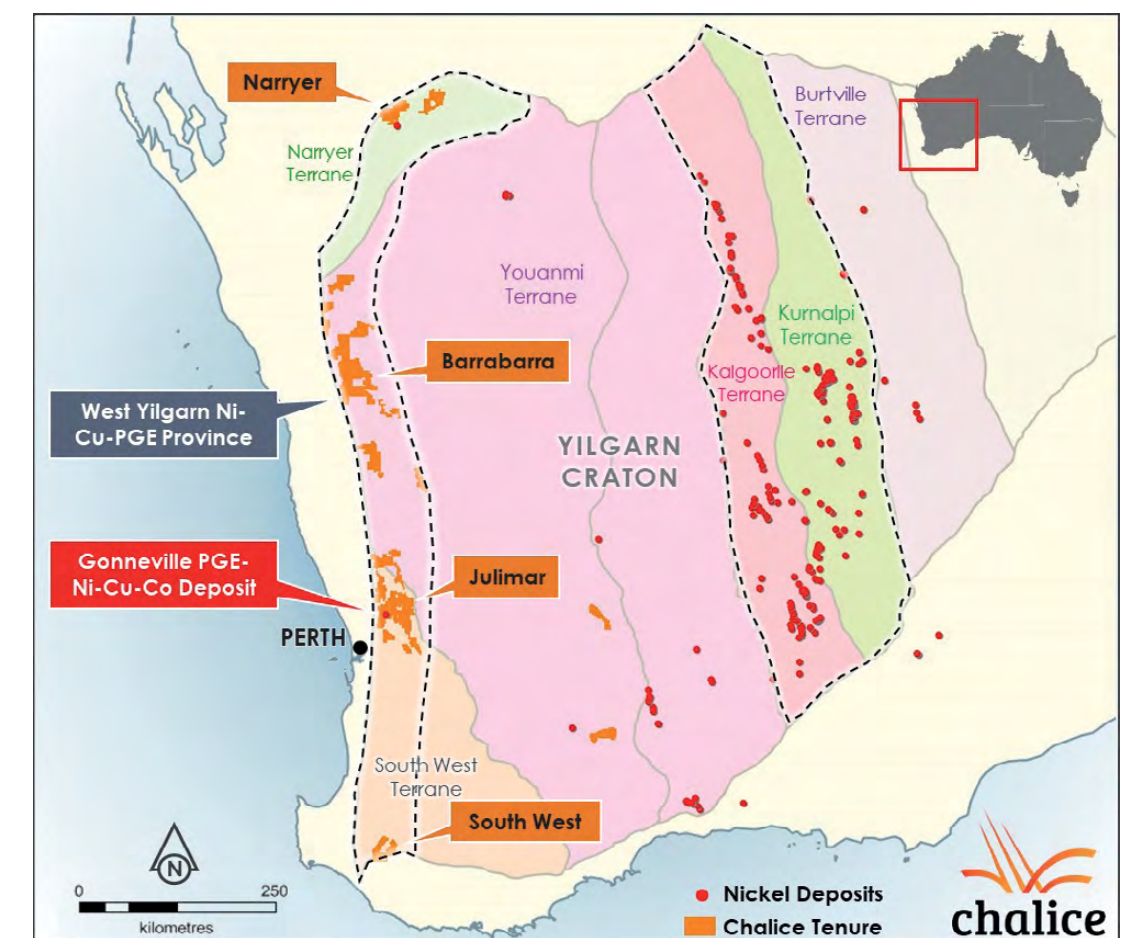 Narryer
Narryer
Terrane
Burtville
Terrane
Youanmi
Terrane
Kurnalpi
Terrane
Barrabarra
Kalgoorlie
Terrane
West Yilgarn Ni-
Cu-PGE Province
YILGARN
CRATON
Gonneville PGE-
Ni-Cu-Co Deposit
Julimar
PERTH
South West
Terrane
South West
N
0 250
kilometres
Nickel Deposits
Chalice Tenure
chalice